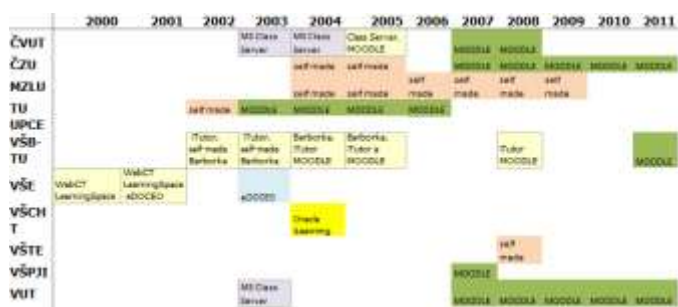 2000 2001 2002 2003 2004 2005 2006 2007 2008 2009 2010 2011
ČVUT MS Class Server MS Class Server Class Server, MOODLE MOODLE MOODLE
ČZU self made self made MOODLE MOODLE MOODLE MOODLE MOODLE
MZLU self made self made self made self made self made self made
TU self made MOODLE MOODLE MOODLE MOODLE
UPCE
VŠB-TU iTutor, self made Barborka iTutor, self made Barborka Barborka, iTutor MOODLE Barborka, iTutor a MOODLE iTutor MOODLE MOODLE
VŠE WebCT LearningSpace WebCT LearningSpace eDOCEO eDOCEO
VŠCHT Oracle iLearning
VŠTE self made
VŠPJI MOODLE
VUT MS Class Server MOODLE MOODLE MOODLE MOODLE MOODLE